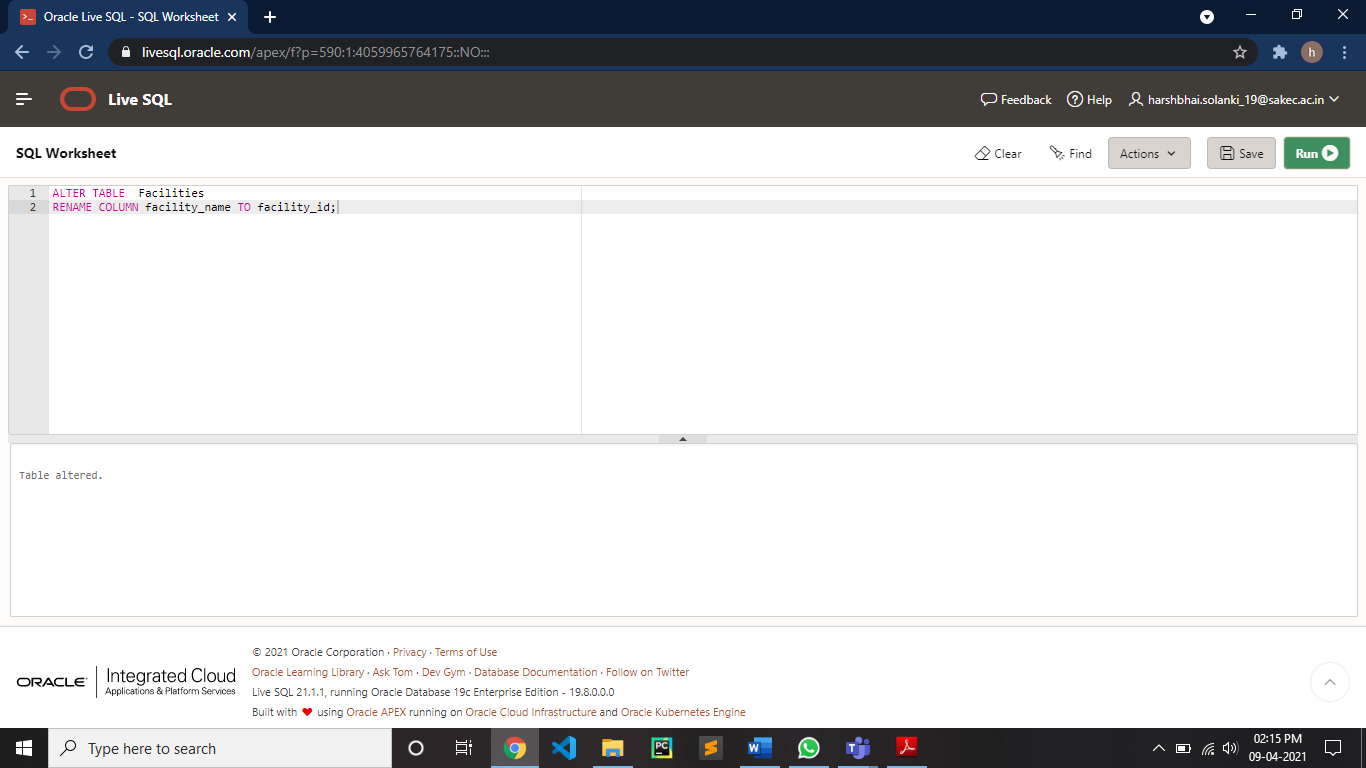 Oracle Live SQL - SQL Worksheet
livesql.oracle.com/apex/f?p=590:1:4059965764175::NO:::
h
Live SQL
Feedback
Help
harshbhai.solanki_19@sakec.ac.in
SQL Worksheet
Clear
Find
Actions
Save
Run
1 ALTER TABLE  Facilities
2 RENAME COLUMN facility_name TO facility_id;
Table altered.
© 2021 Oracle Corporation · Privacy · Terms of Use
Oracle Learning Library · Ask Tom · Dev Gym · Database Documentation · Follow on Twitter
Live SQL 21.1.1, running Oracle Database 19c Enterprise Edition - 19.8.0.0.0
Built with ❤ using Oracle APEX running on Oracle Cloud Infrastructure and Oracle Kubernetes Engine
ORACLE
Integrated Cloud
Applications & Platform Services
Type here to search
02:15 PM
09-04-2021